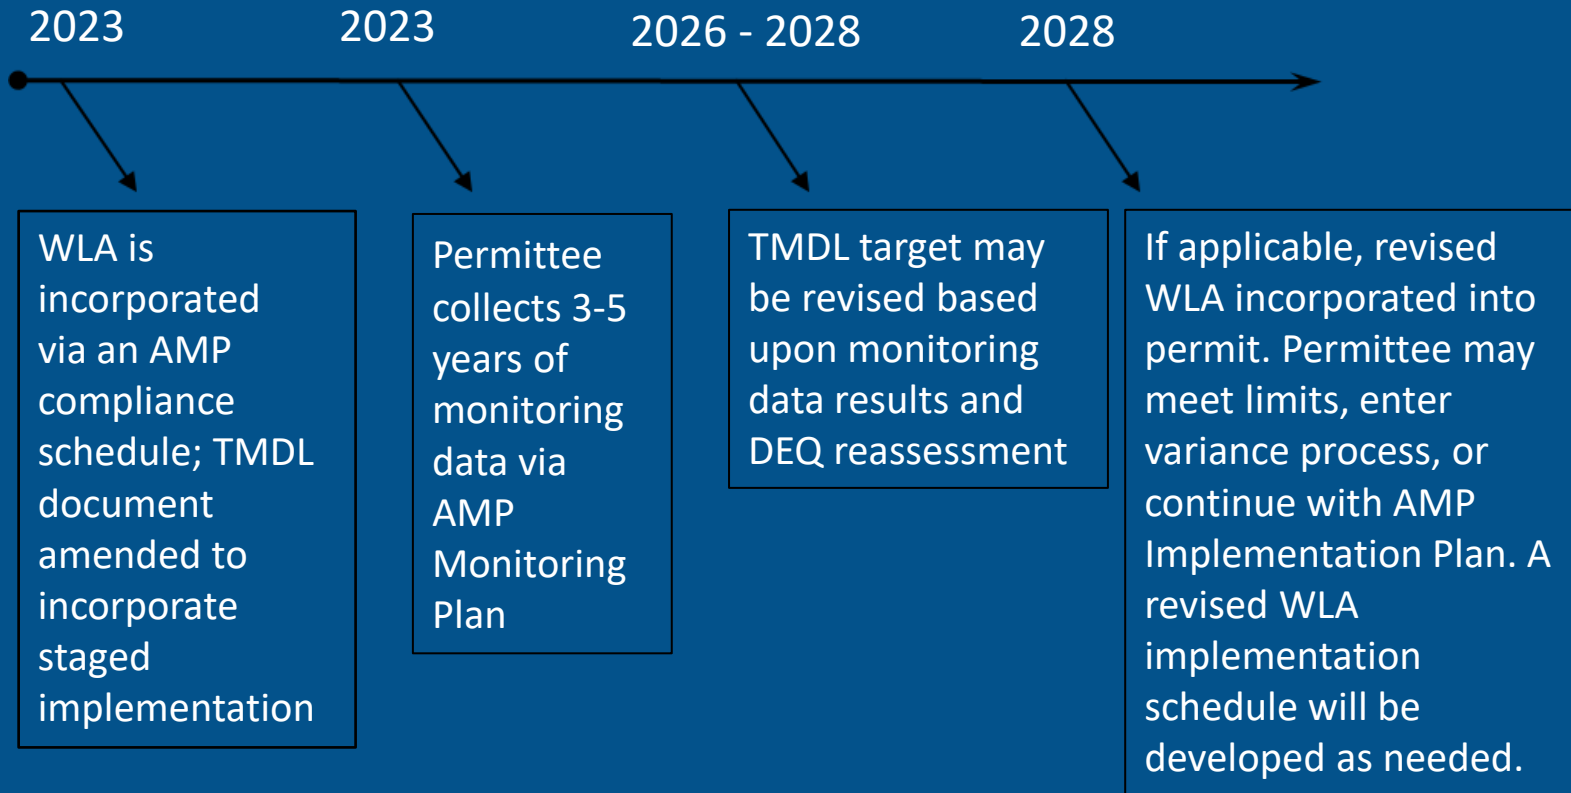 2023
2023
2026 - 2028
2028
WLA is
incorporated
via an AMP
compliance
schedule; TMDL
document
amended to
incorporate
staged
implementation
Permittee
collects 3-5
years of
monitoring
data via
AMP
Monitoring
Plan
TMDL target may
be revised based
upon monitoring
data results and
DEQ reassessment
If applicable, revised
WLA incorporated into
permit. Permittee may
meet limits, enter
variance process, or
continue with AMP
Implementation Plan. A
revised WLA
implementation
schedule will be
developed as needed.